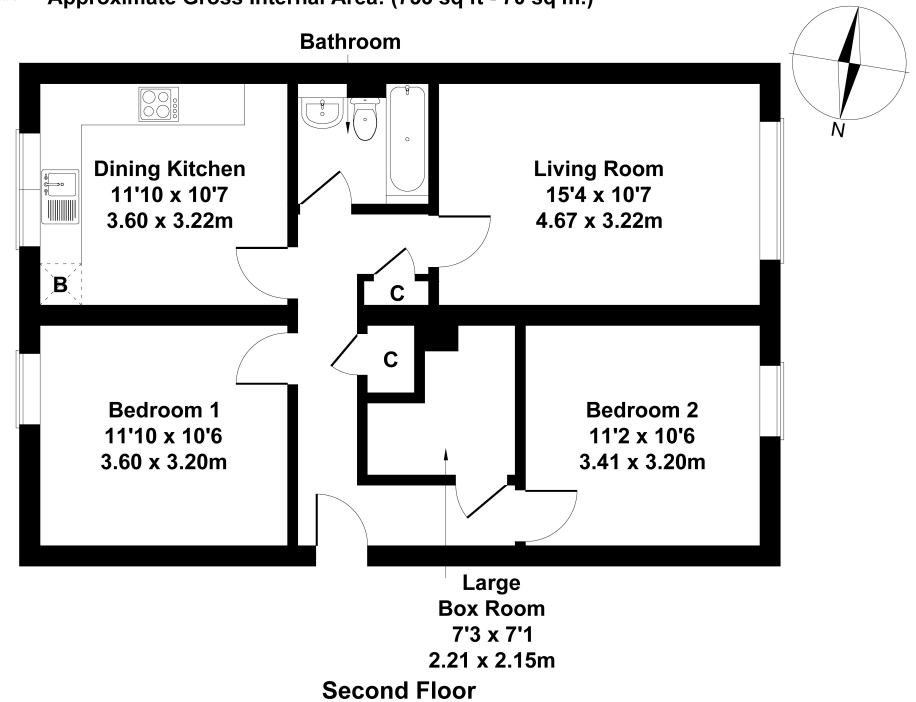 Bathroom
N
Dining Kitchen
11'10 x 10'7
3.60 x 3.22m
Living Room
15'4 x 10'7
4.67 x 3.22m
B
C
C
Bedroom 1
11'10 x 10'6
3.60 x 3.20m
Bedroom 2
11'2 x 10'6
3.41 x 3.20m
Large
Box Room
7'3 x 7'1
2.21 x 2.15m
Second Floor